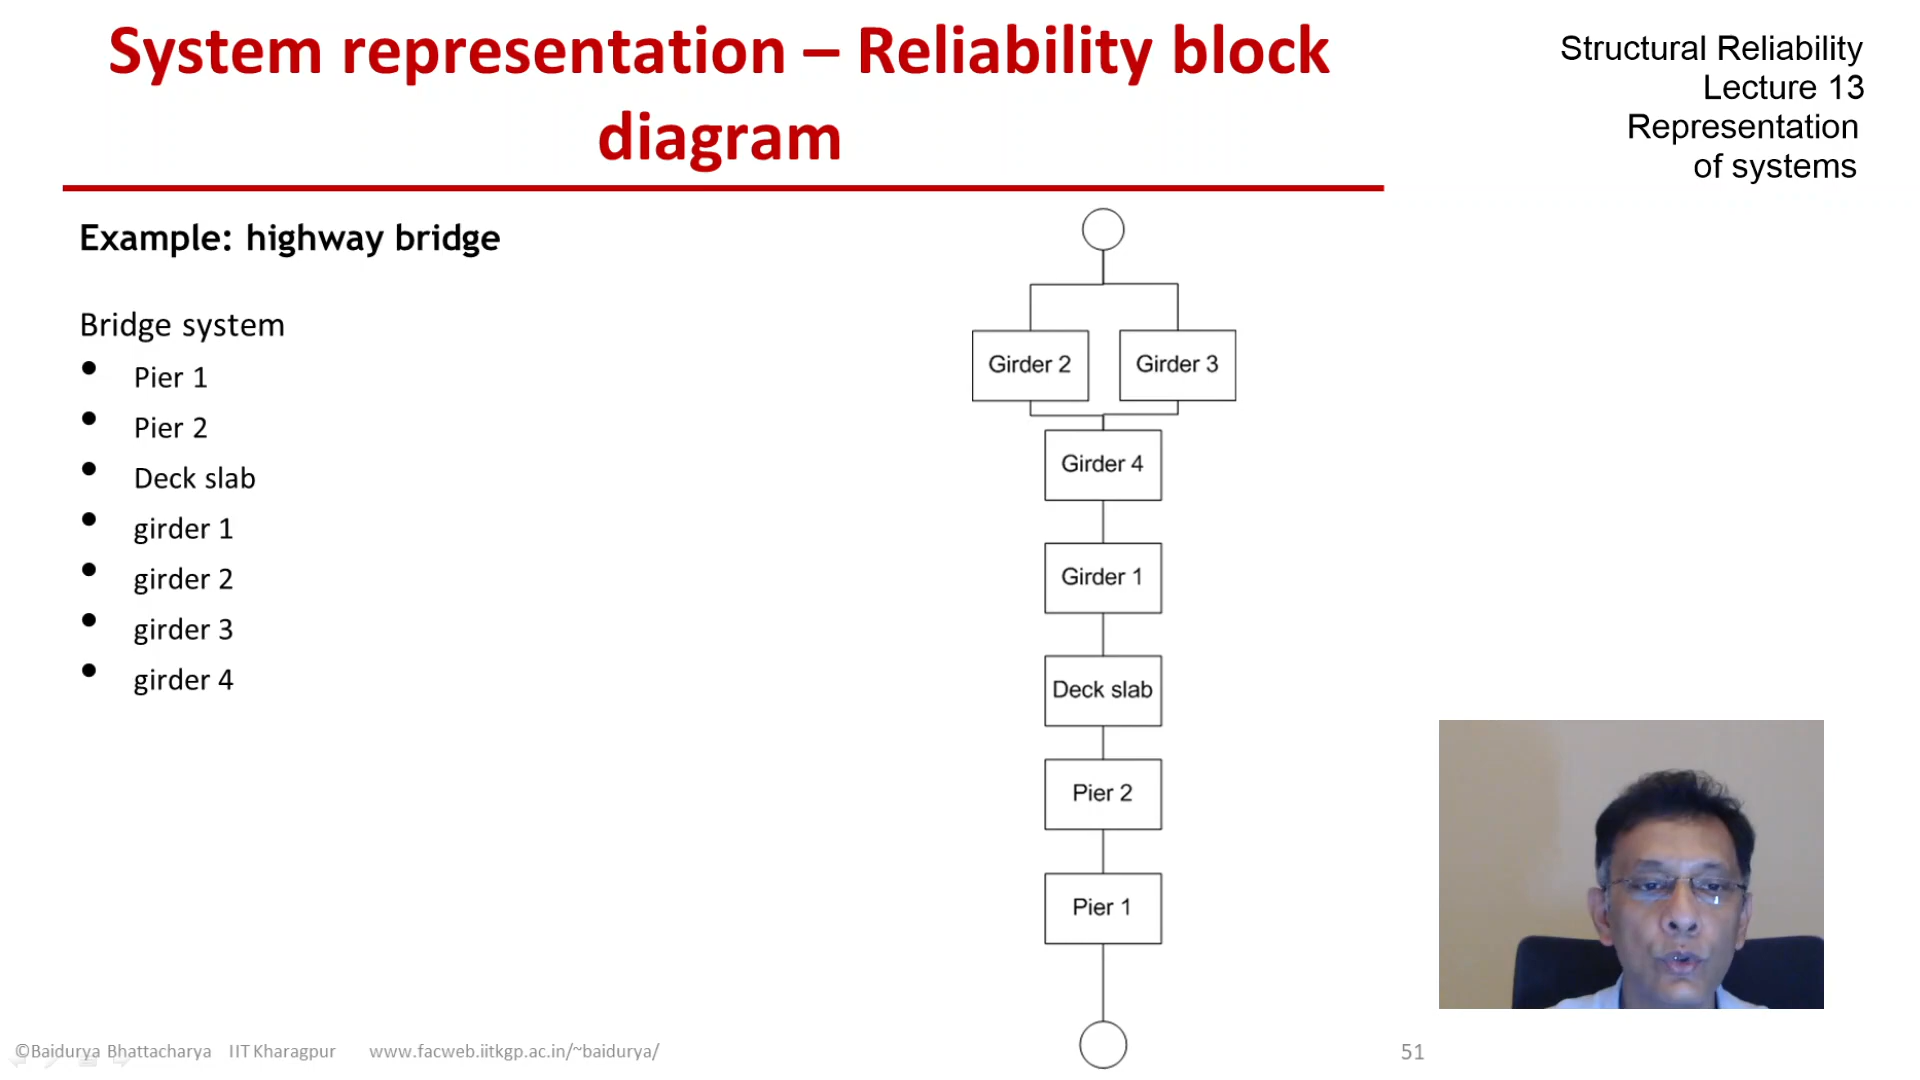 System representation – Reliability block
diagram
Structural Reliability
Lecture 13
Representation
of systems
Example: highway bridge
Bridge system
• Pier 1
• Pier 2
• Deck slab
• girder 1
• girder 2
• girder 3
• girder 4
Girder 2
Girder 3
Girder 4
Girder 1
Deck slab
Pier 2
Pier 1
©Baidurya Bhattacharya IIT Kharagpur www.facweb.iitkgp.ac.in/~baidurya/
51